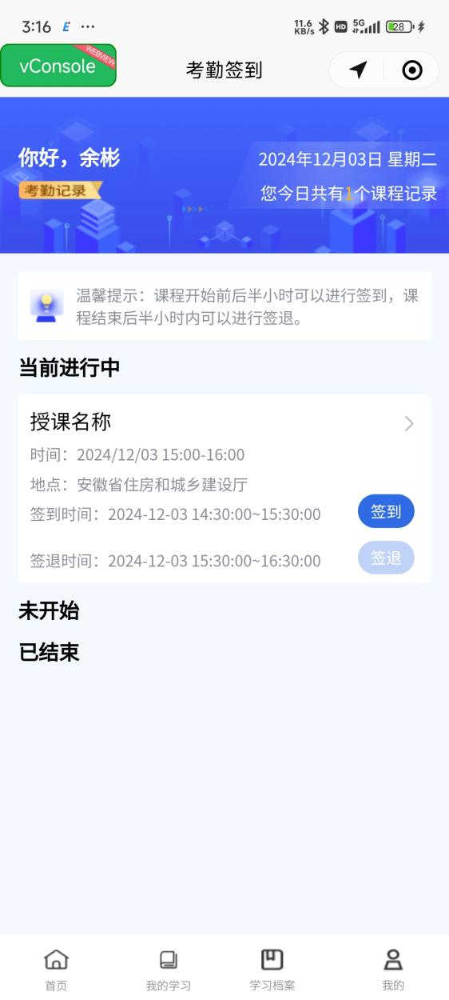 3:16
11.6 KB/s HD 5G 28
vConsole
WEBVIEW
考勤签到
你好，余彬
2024年12月03日 星期二
考勤记录
您今日共有1个课程记录
温馨提示：课程开始前后半小时可以进行签到，课
程结束后半小时内可以进行签退。
当前进行中
授课名称
时间：2024/12/03 15:00-16:00
地点：安徽省住房和城乡建设厅
签到时间：2024-12-03 14:30:00~15:30:00
签到
签退时间：2024-12-03 15:30:00~16:30:00
签退
未开始
已结束
首页
我的学习
学习档案
我的